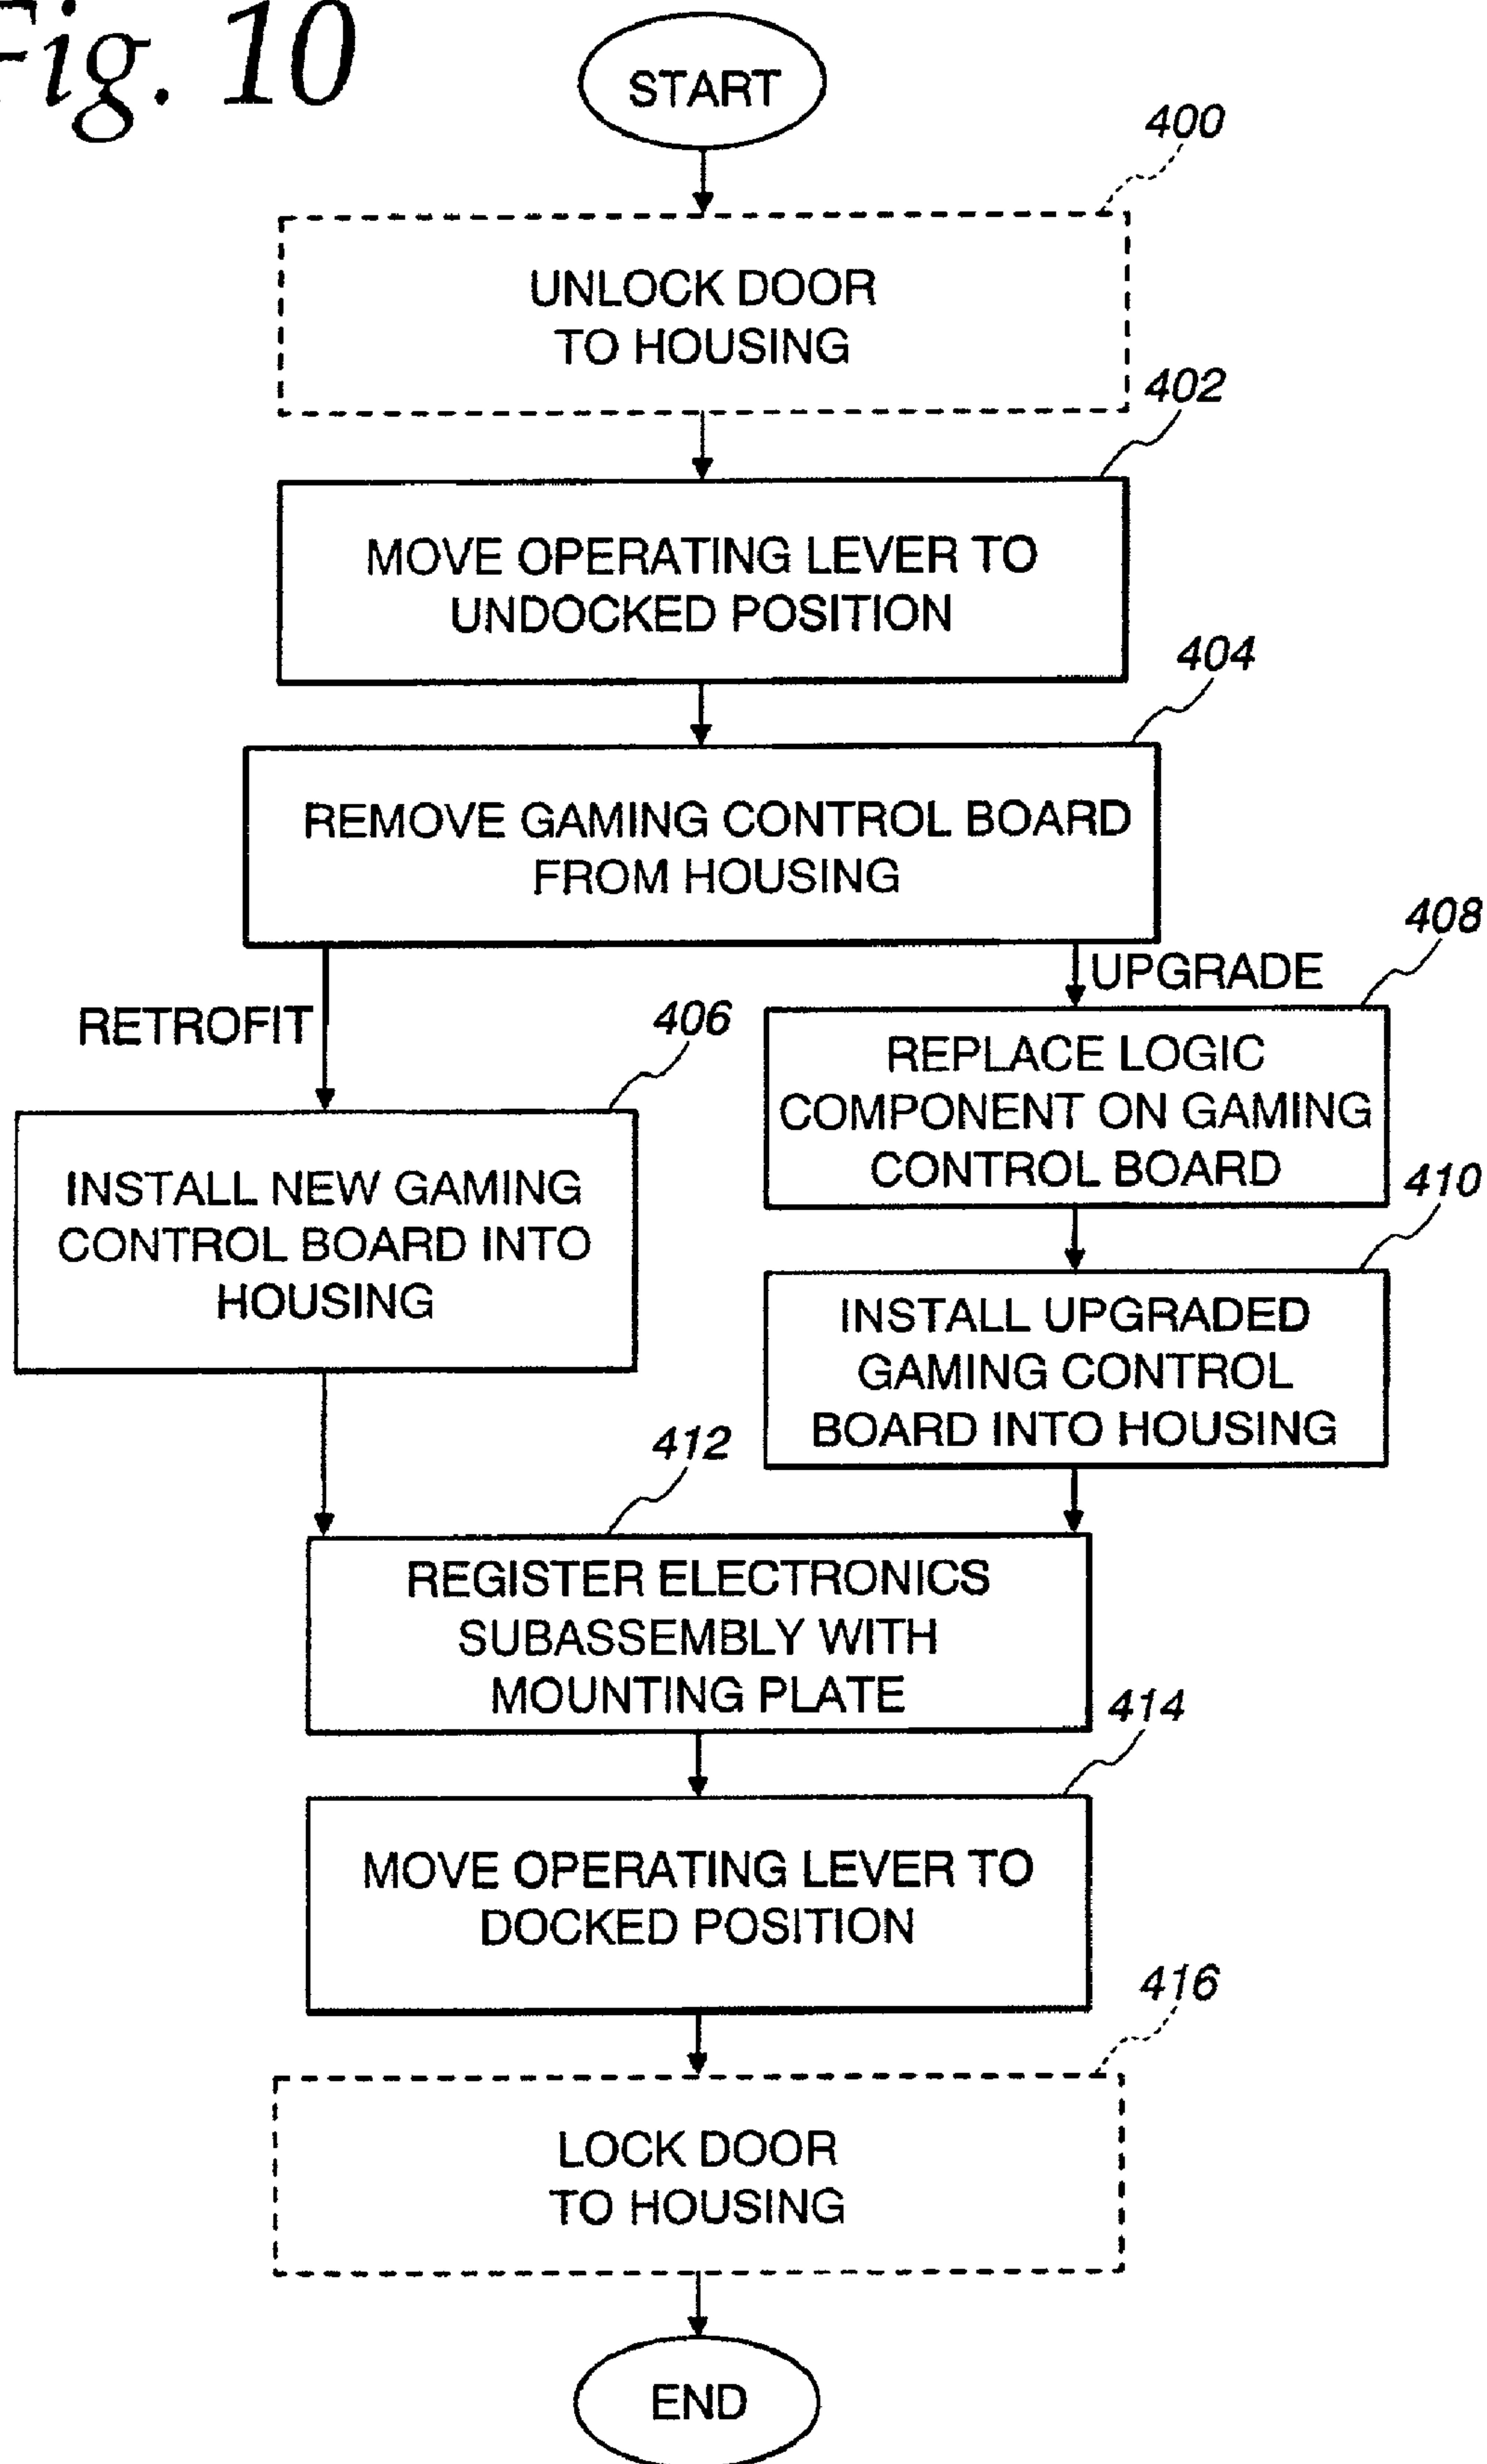 Fig. 10
START
400
UNLOCK DOOR
TO HOUSING
402
MOVE OPERATING LEVER TO
UNDOCKED POSITION
404
REMOVE GAMING CONTROL BOARD
FROM HOUSING
RETROFIT
UPGRADE
406
INSTALL NEW GAMING
CONTROL BOARD INTO
HOUSING
408
REPLACE LOGIC
COMPONENT ON GAMING
CONTROL BOARD
410
INSTALL UPGRADED
GAMING CONTROL
BOARD INTO HOUSING
412
REGISTER ELECTRONICS
SUBASSEMBLY WITH
MOUNTING PLATE
414
MOVE OPERATING LEVER TO
DOCKED POSITION
416
LOCK DOOR
TO HOUSING
END